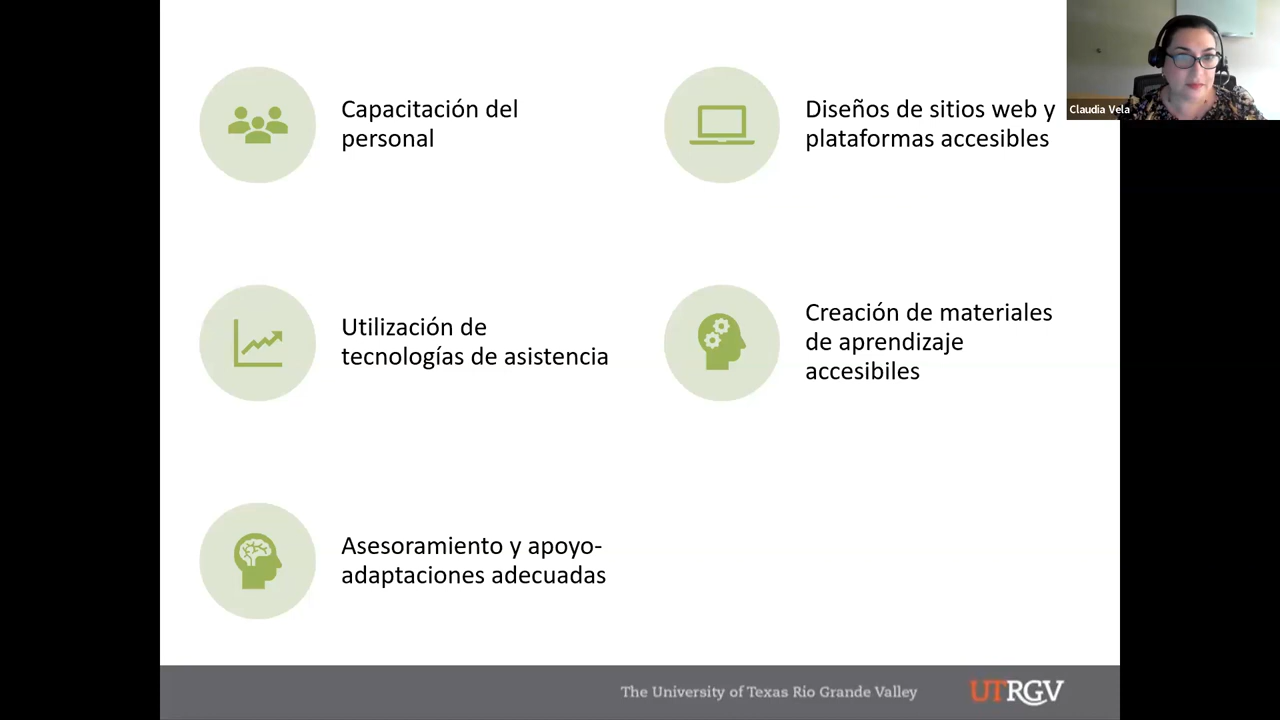 Capacitación del
personal
Diseños de sitios web y
plataformas accesibles
Claudia Vela
Utilización de
tecnologías de asistencia
Creación de materiales
de aprendizaje
accesibiles
Asesoramiento y apoyo-
adaptaciones adecuadas
The University of Texas Rio Grande Valley
UTRGV